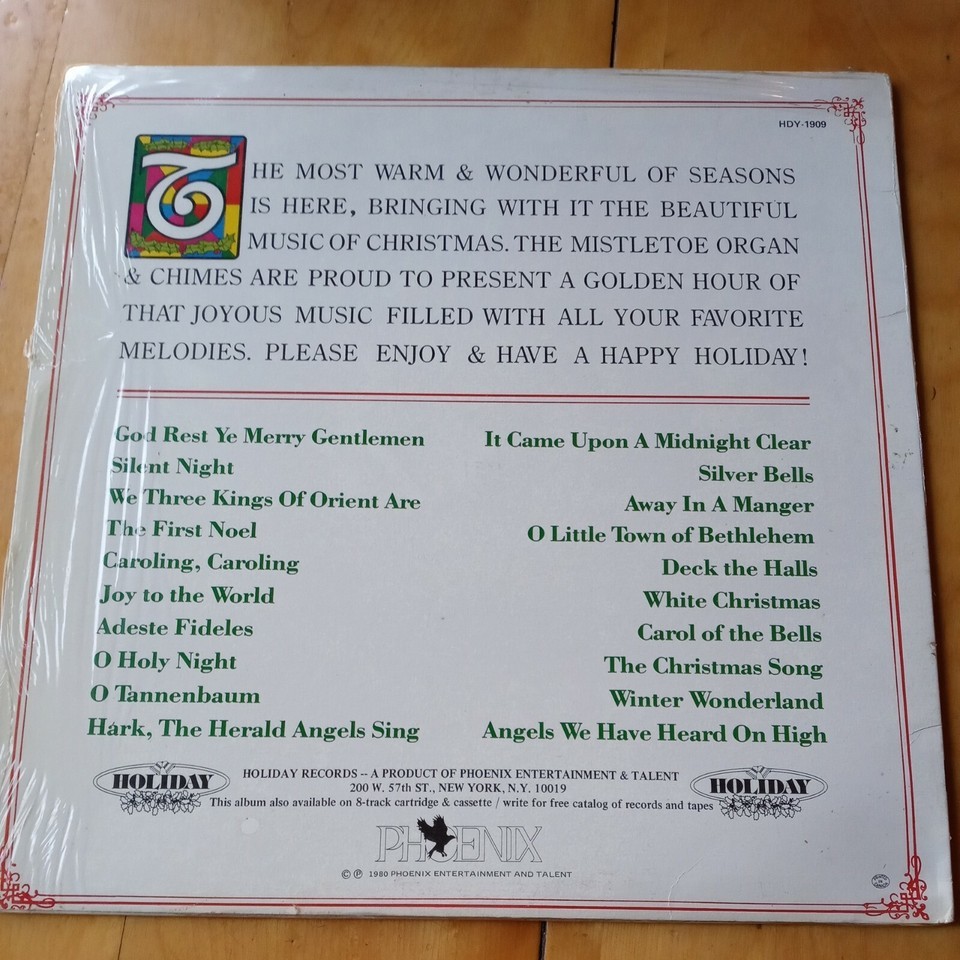 HDY-1909
THE MOST WARM & WONDERFUL OF SEASONS
IS HERE, BRINGING WITH IT THE BEAUTIFUL
MUSIC OF CHRISTMAS. THE MISTLETOE ORGAN
& CHIMES ARE PROUD TO PRESENT A GOLDEN HOUR OF
THAT JOYOUS MUSIC FILLED WITH ALL YOUR FAVORITE
MELODIES. PLEASE ENJOY & HAVE A HAPPY HOLIDAY!
God Rest Ye Merry Gentlemen
Silent Night
We Three Kings Of Orient Are
The First Noel
Caroling, Caroling
Joy to the World
Adeste Fideles
O Holy Night
O Tannenbaum
Hark, The Herald Angels Sing
It Came Upon A Midnight Clear
Silver Bells
Away In A Manger
O Little Town of Bethlehem
Deck the Halls
White Christmas
Carol of the Bells
The Christmas Song
Winter Wonderland
Angels We Have Heard On High
HOLIDAY
HOLIDAY RECORDS -- A PRODUCT OF PHOENIX ENTERTAINMENT & TALENT
200 W. 57th ST., NEW YORK, N.Y. 10019
This album also available on 8-track cartridge & cassette / write for free catalog of records and tapes
HOLIDAY
PHOENIX
© ℗ 1980 PHOENIX ENTERTAINMENT AND TALENT